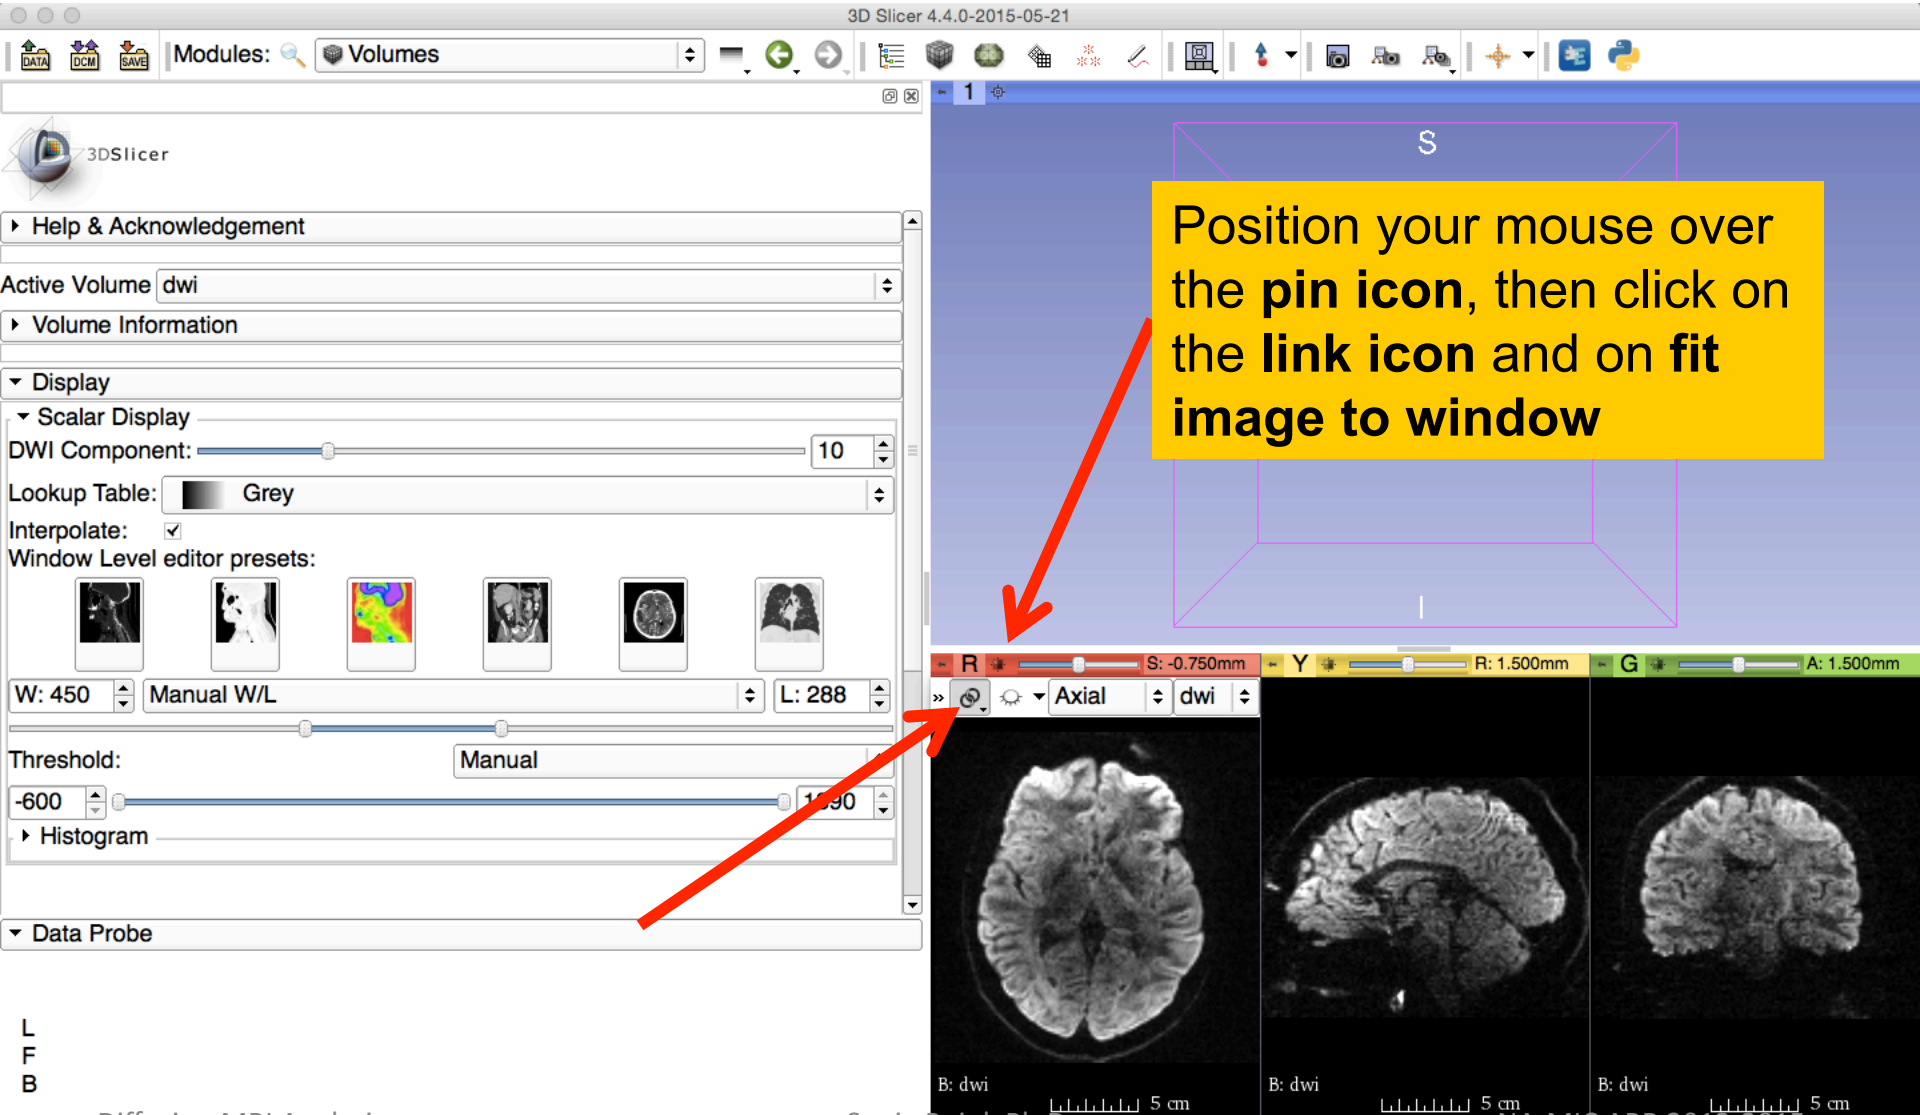 3D Slicer 4.4.0-2015-05-21
DATA DCM SAVE Modules: Volumes
1
3DSlicer
S
Position your mouse over
the pin icon, then click on
the link icon and on fit
image to window
I
Help & Acknowledgement
Active Volume dwi
Volume Information
Display
Scalar Display
DWI Component: 10
Lookup Table: Grey
Interpolate:
Window Level editor presets:
W: 450 Manual W/L L: 288
Threshold: Manual
-600
Histogram
Data Probe
L
F
B
R S: -0.750mm Y R: 1.500mm G A: 1.500mm
» Axial dwi
B: dwi B: dwi B: dwi
5 cm 5 cm 5 cm